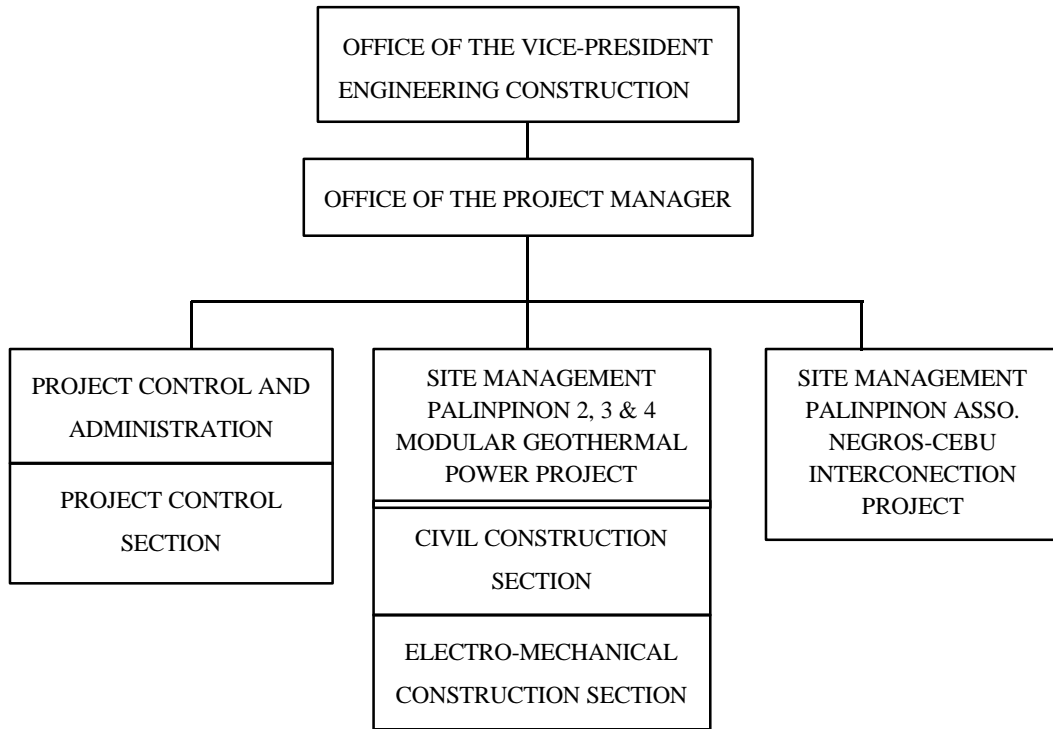 OFFICE OF THE VICE-PRESIDENT
ENGINEERING CONSTRUCTION
OFFICE OF THE PROJECT MANAGER
PROJECT CONTROL AND
ADMINISTRATION
PROJECT CONTROL
SECTION
SITE MANAGEMENT
PALINPINON 2, 3 & 4
MODULAR GEOTHERMAL
POWER PROJECT
CIVIL CONSTRUCTION
SECTION
ELECTRO-MECHANICAL
CONSTRUCTION SECTION
SITE MANAGEMENT
PALINPINON ASSO.
NEGROS-CEBU
INTERCONECTION
PROJECT